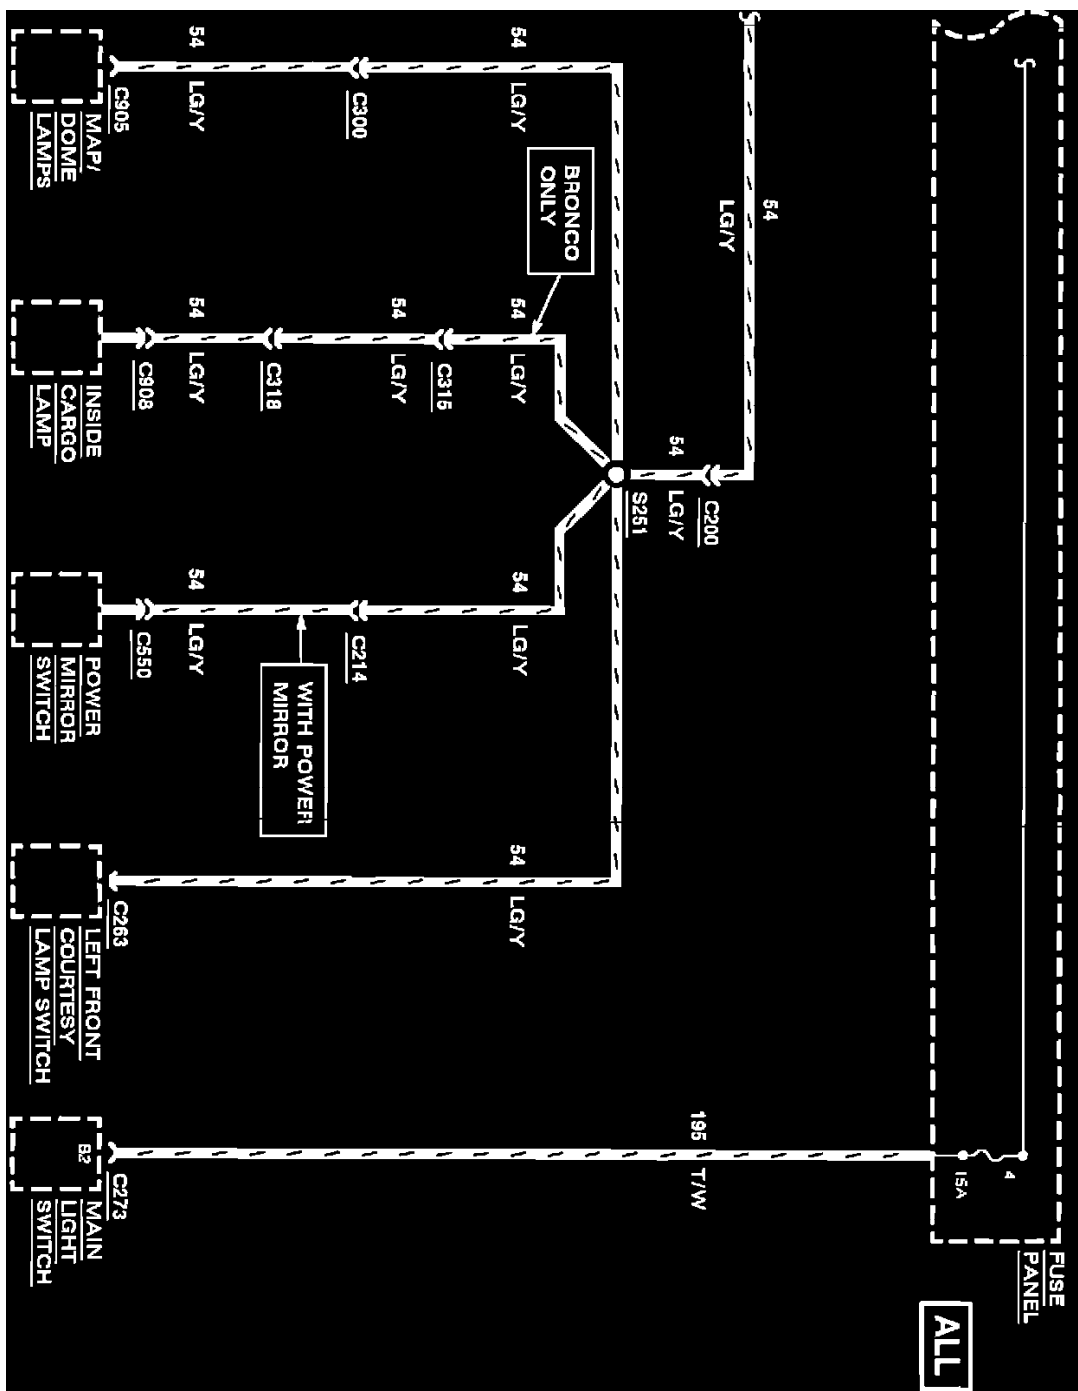 FUSE
PANEL
4
15A
ALL
54
LG/Y
C200
54
LG/Y
195
T/W
S251
BRONCO
ONLY
54
LG/Y
54
LG/Y
54
LG/Y
54
LG/Y
C315
54
LG/Y
C300
C214
WITH POWER
MIRROR
C318
54
LG/Y
54
LG/Y
54
LG/Y
C905
C908
C550
C263
C273
B2
MAP/
DOME
LAMPS
INSIDE
CARGO
LAMP
POWER
MIRROR
SWITCH
LEFT FRONT
COURTESY
LAMP SWITCH
MAIN
LIGHT
SWITCH